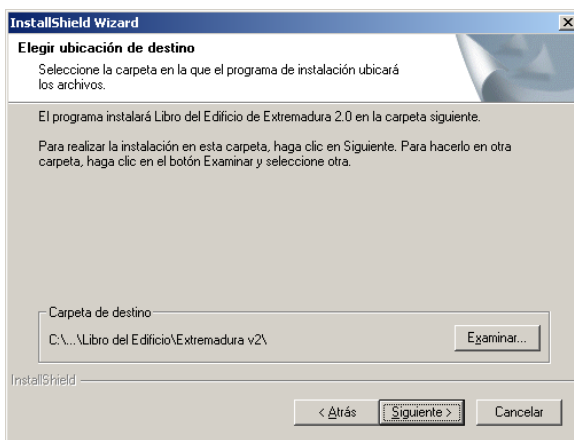 InstallShield Wizard
Elegir ubicación de destino
Seleccione la carpeta en la que el programa de instalación ubicará
los archivos.
El programa instalará Libro del Edificio de Extremadura 2.0 en la carpeta siguiente.
Para realizar la instalación en esta carpeta, haga clic en Siguiente. Para hacerlo en otra
carpeta, haga clic en el botón Examinar y seleccione otra.
Carpeta de destino
C:\...\Libro del Edificio\Extremadura v2\
Examinar...
InstallShield
< Atrás
Siguiente >
Cancelar